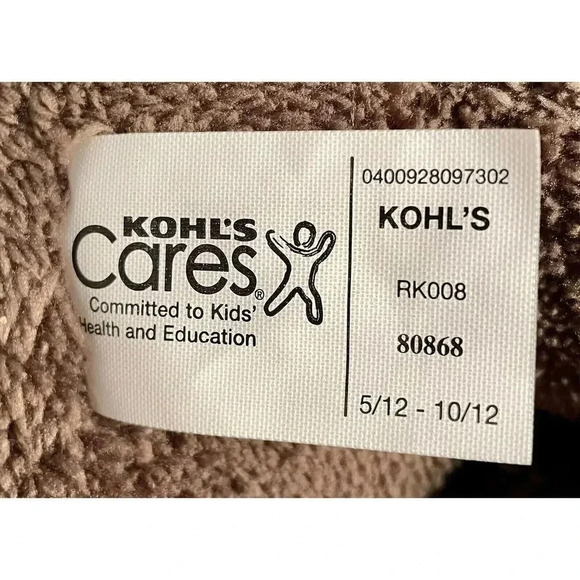 KOHL'S
Cares®
Committed to Kids'
Health and Education
0400928097302
KOHL'S
RK008
80868
5/12 - 10/12